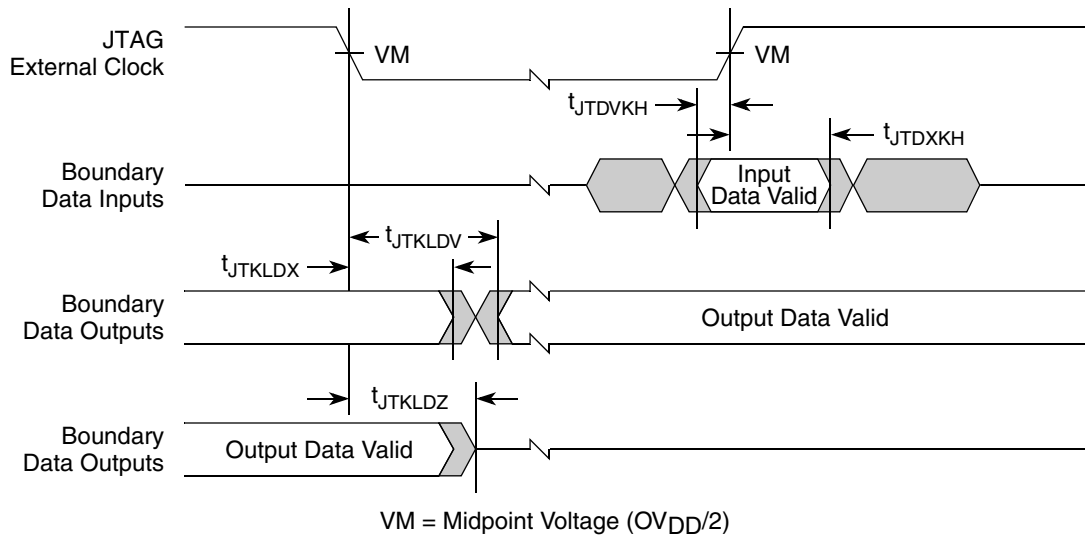 JTAG
External Clock
VM
VM
tJTDVKH
tJTDXKH
Boundary
Data Inputs
Input
Data Valid
tJTKLDV
tJTKLDX
Boundary
Data Outputs
Output Data Valid
tJTKLDZ
Boundary
Data Outputs
Output Data Valid
VM = Midpoint Voltage (OVDD/2)